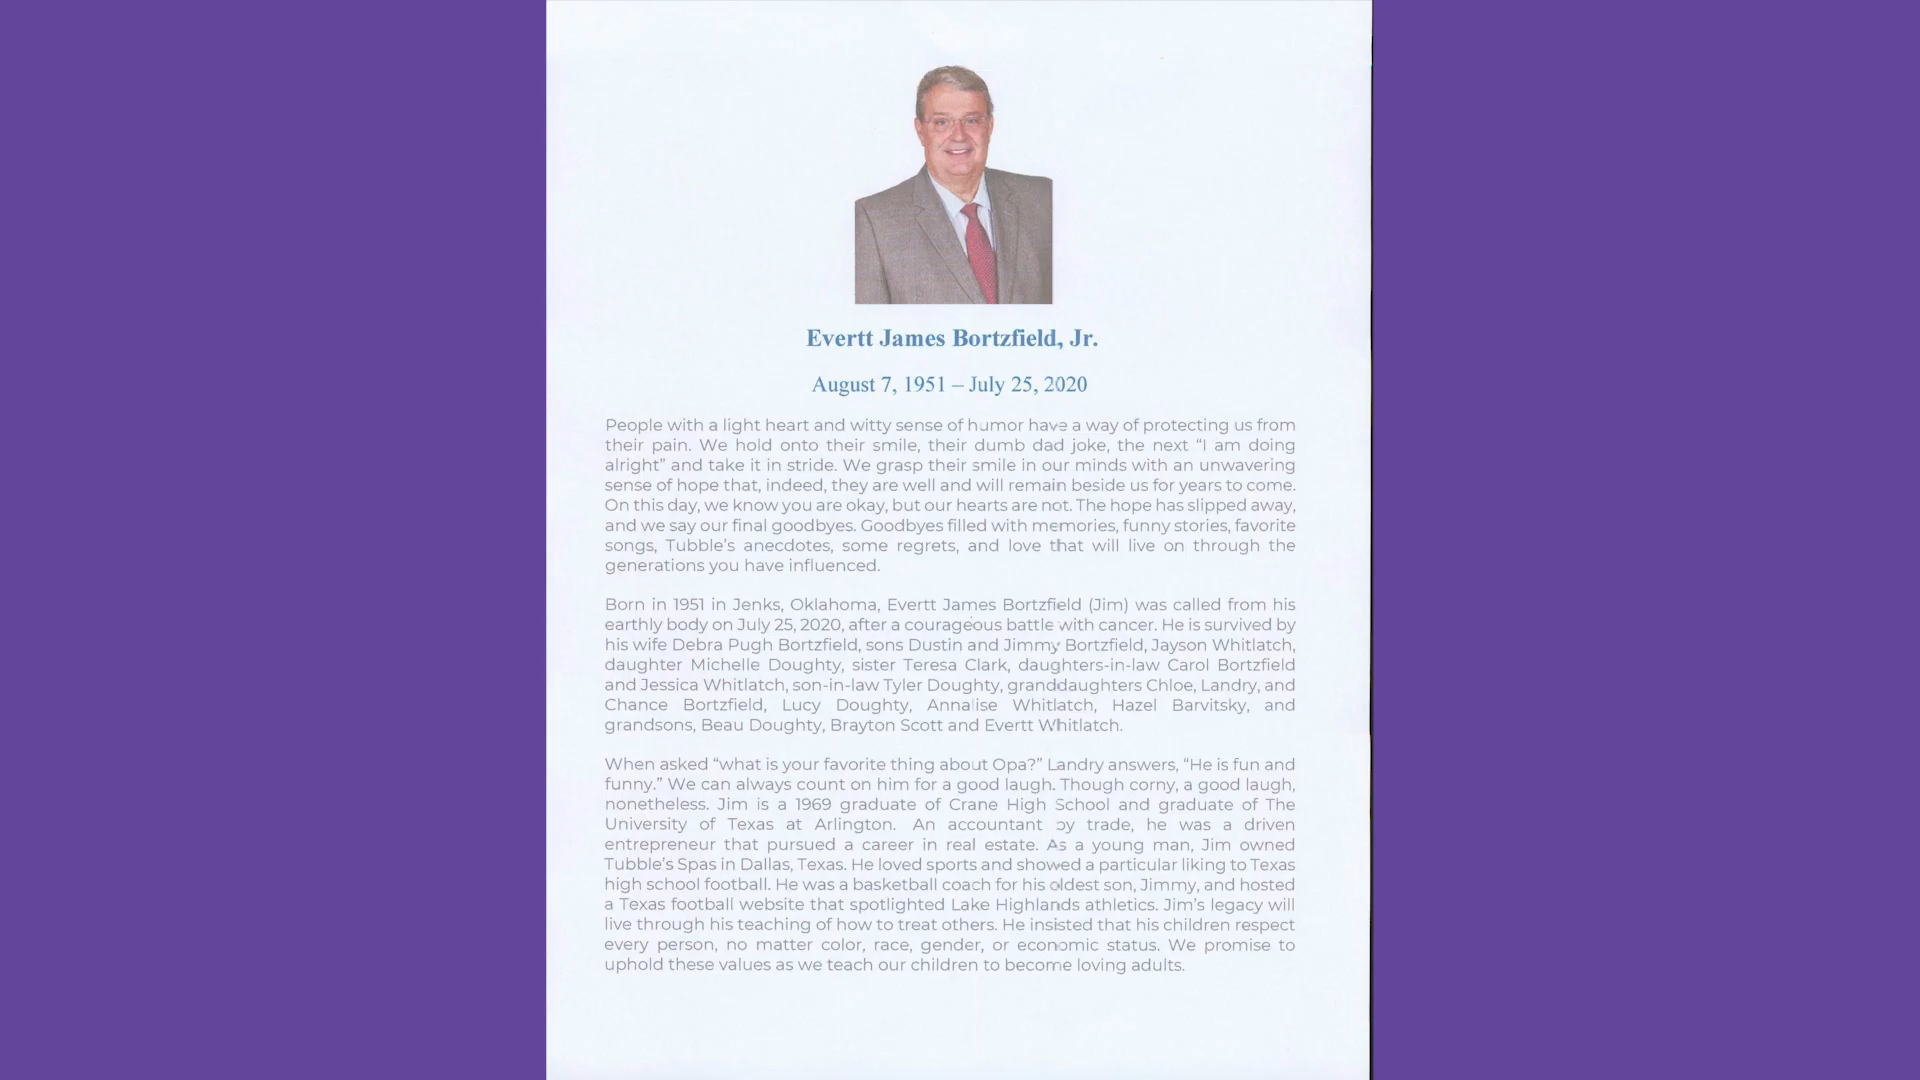 Evertt James Bortzfield, Jr.
August 7, 1951 – July 25, 2020
People with a light heart and witty sense of humor have a way of protecting us from
their pain. We hold onto their smile, their dumb dad joke, the next “I am doing
alright” and take it in stride. We grasp their smile in our minds with an unwavering
sense of hope that, indeed, they are well and will remain beside us for years to come.
On this day, we know you are okay, but our hearts are not. The hope has slipped away,
and we say our final goodbyes. Goodbyes filled with memories, funny stories, favorite
songs, Tubble’s anecdotes, some regrets, and love that will live on through the
generations you have influenced.
Born in 1951 in Jenks, Oklahoma, Evertt James Bortzfield (Jim) was called from his
earthly body on July 25, 2020, after a courageous battle with cancer. He is survived by
his wife Debra Pugh Bortzfield, sons Dustin and Jimmy Bortzfield, Jayson Whitlatch,
daughter Michelle Doughty, sister Teresa Clark, daughters-in-law Carol Bortzfield
and Jessica Whitlatch, son-in-law Tyler Doughty, granddaughters Chloe, Landry, and
Chance Bortzfield, Lucy Doughty, Annalise Whitlatch, Hazel Barvitsky, and
grandsons, Beau Doughty, Brayton Scott and Evertt Whitlatch.
When asked “what is your favorite thing about Opa?” Landry answers, “He is fun and
funny.” We can always count on him for a good laugh. Though corny, a good laugh,
nonetheless. Jim is a 1969 graduate of Crane High School and graduate of The
University of Texas at Arlington. An accountant by trade, he was a driven
entrepreneur that pursued a career in real estate. As a young man, Jim owned
Tubble’s Spas in Dallas, Texas. He loved sports and showed a particular liking to Texas
high school football. He was a basketball coach for his oldest son, Jimmy, and hosted
a Texas football website that spotlighted Lake Highlands athletics. Jim’s legacy will
live through his teaching of how to treat others. He insisted that his children respect
every person, no matter color, race, gender, or economic status. We promise to
uphold these values as we teach our children to become loving adults.